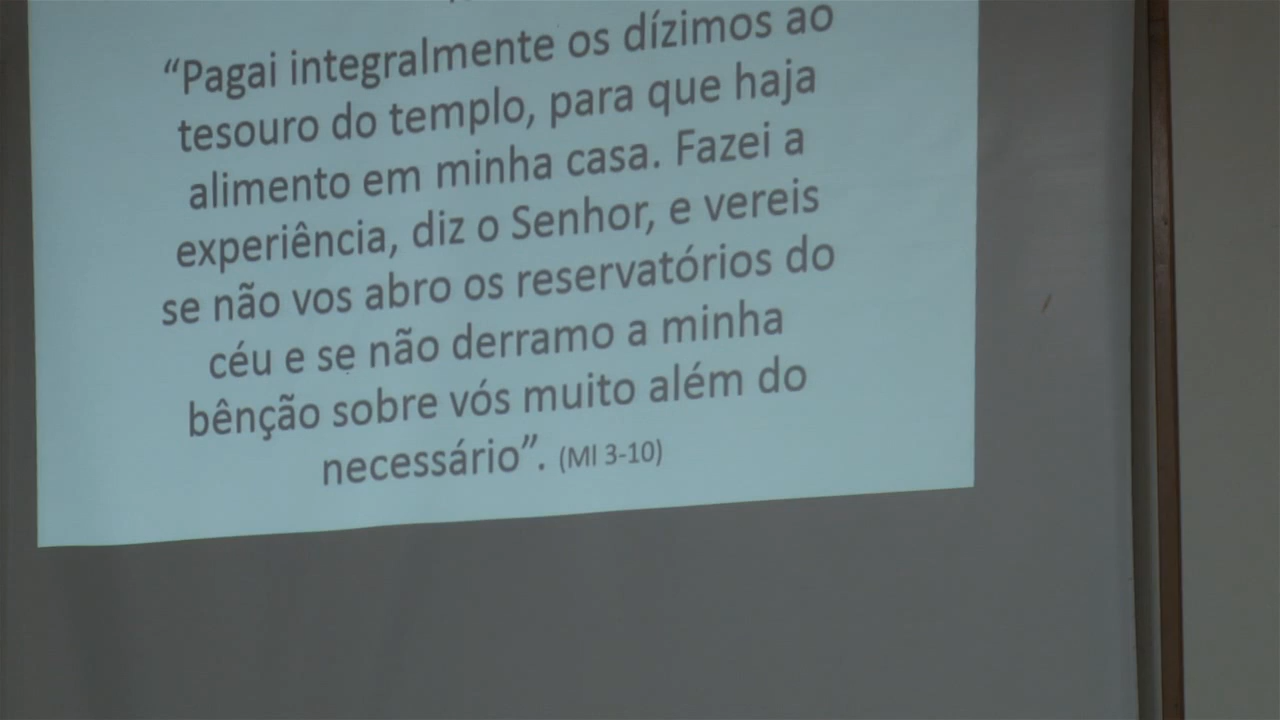 “Pagai integralmente os dízimos ao
tesouro do templo, para que haja
alimento em minha casa. Fazei a
experiência, diz o Senhor, e vereis
se não vos abro os reservatórios do
céu e se não derramo a minha
bênção sobre vós muito além do
necessário”. (Ml 3-10)